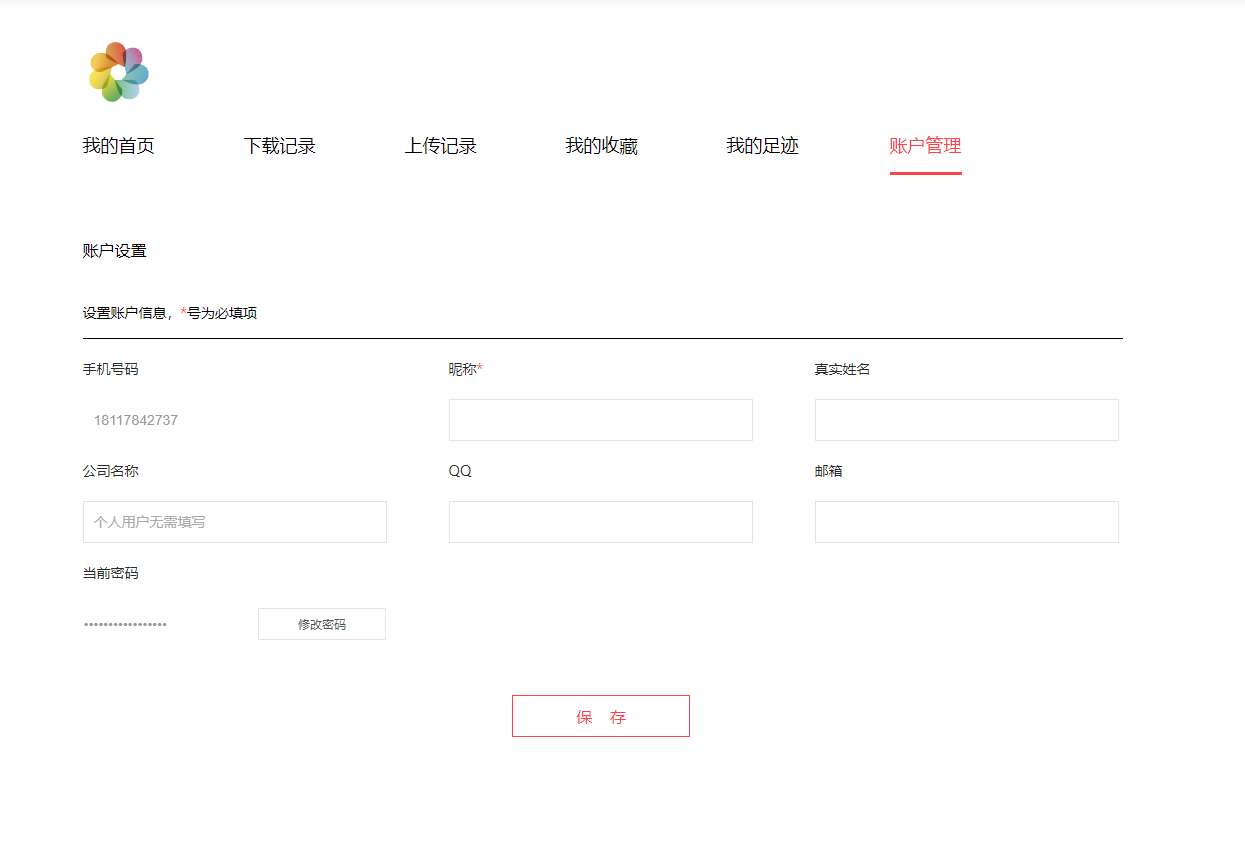 我的首页 下载记录 上传记录 我的收藏 我的足迹 账户管理
账户设置
设置账户信息，*号为必填项
手机号码 昵称* 真实姓名
18117842737
公司名称 QQ 邮箱
个人用户无需填写
当前密码
•••••••••••••••• 修改密码
保 存